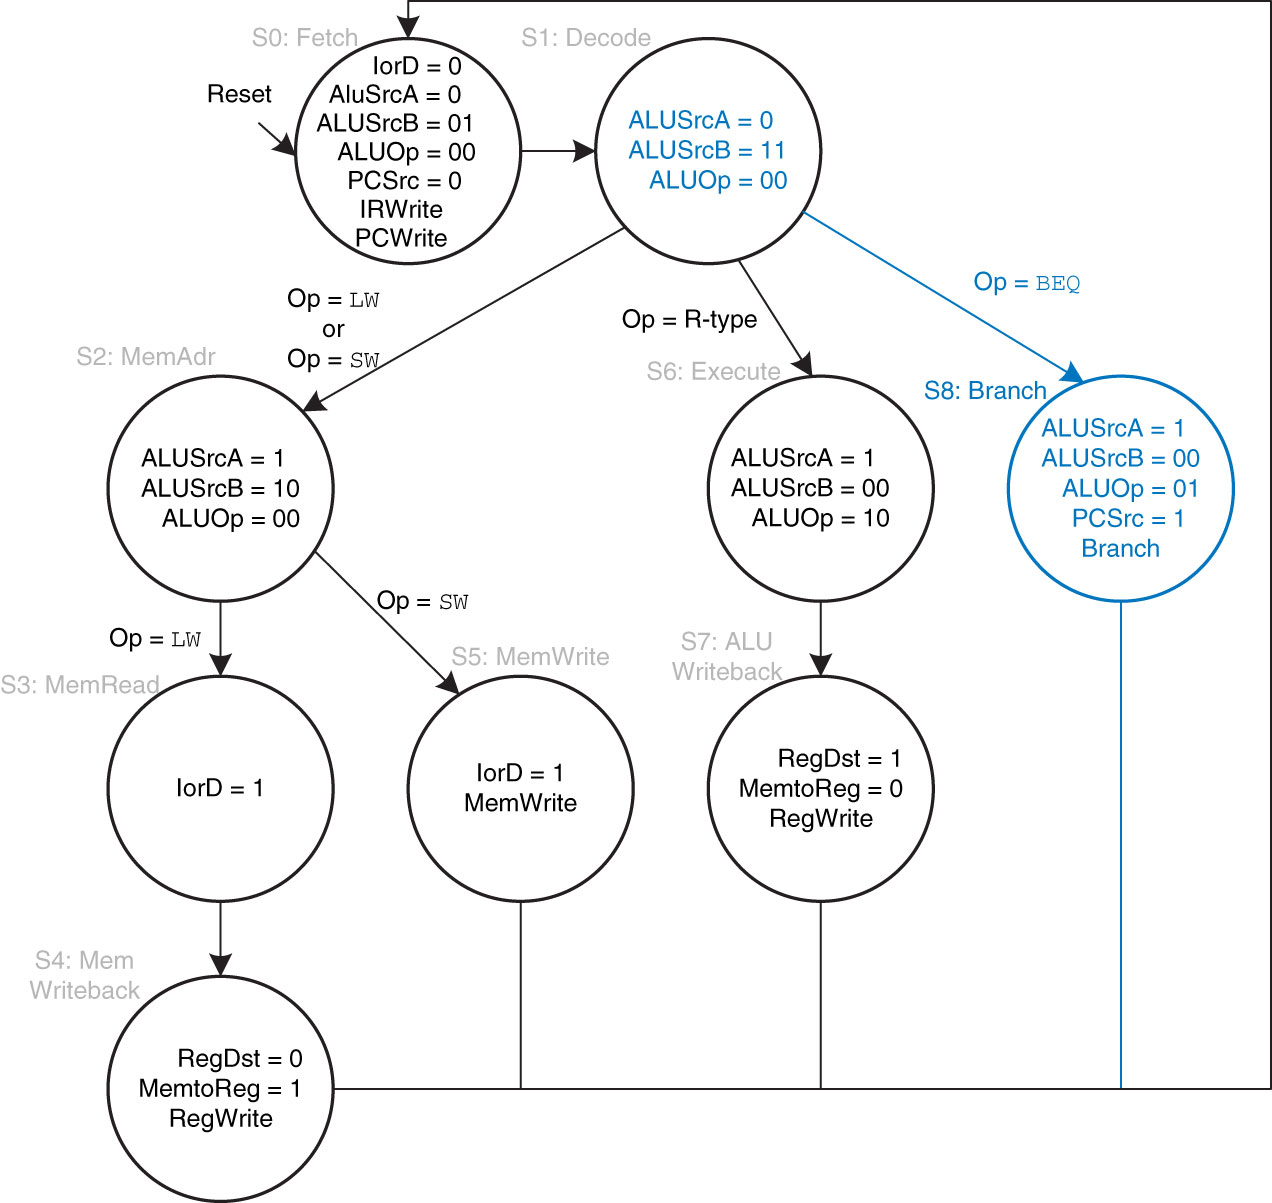 S0: Fetch
IorD = 0
AluSrcA = 0
ALUSrcB = 01
ALUOp = 00
PCSrc = 0
IRWrite
PCWrite
Reset
S1: Decode
ALUSrcA = 0
ALUSrcB = 11
ALUOp = 00
Op = LW
or
Op = SW
Op = R-type
Op = BEQ
S2: MemAdr
ALUSrcA = 1
ALUSrcB = 10
ALUOp = 00
S6: Execute
ALUSrcA = 1
ALUSrcB = 00
ALUOp = 10
S8: Branch
ALUSrcA = 1
ALUSrcB = 00
ALUOp = 01
PCSrc = 1
Branch
Op = LW
Op = SW
S3: MemRead
IorD = 1
S5: MemWrite
IorD = 1
MemWrite
S7: ALU
Writeback
RegDst = 1
MemtoReg = 0
RegWrite
S4: Mem
Writeback
RegDst = 0
MemtoReg = 1
RegWrite